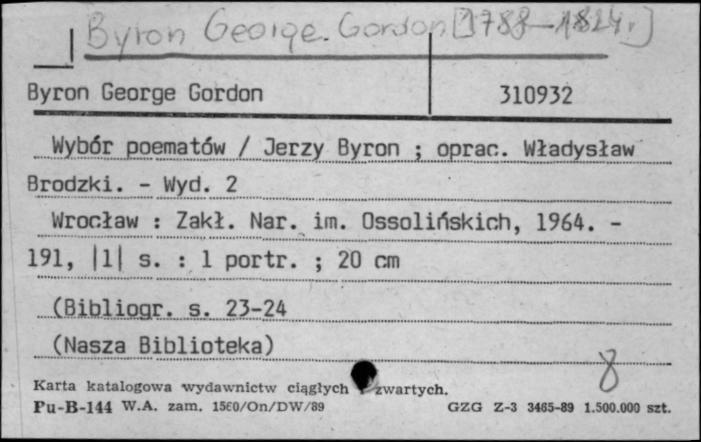 Byron George Gordon [1788-1824.]
Byron George Gordon 310932
Wybór poematów / Jerzy Byron ; oprac. Władysław
Brodzki. - Wyd. 2
Wrocław : Zakł. Nar. im. Ossolińskich, 1964. -
191, |1| s. : 1 portr. ; 20 cm
(Bibliogr. s. 23-24
(Nasza Biblioteka)
8
Karta katalogowa wydawnictw ciągłych zwartych.
Pu-B-144 W.A. zam. 1560/On/DW/89 GZG Z-3 3465-89 1.500.000 szt.